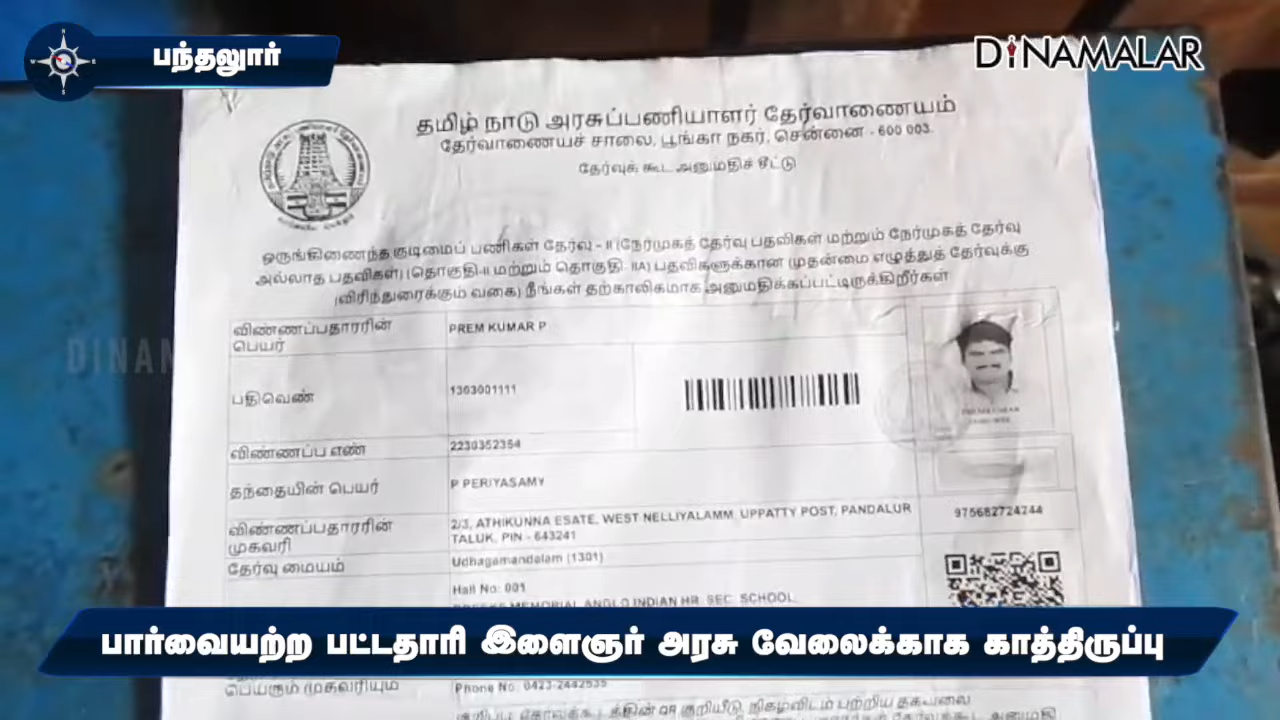 பந்தலூர்
DINAMALAR
தமிழ் நாடு அரசுப்பணியாளர் தேர்வாணையம்
தேர்வாணையச் சாலை, பூங்கா நகர், சென்னை - 600 003.
தேர்வுக் கூட அனுமதிச் சீட்டு
ஒருங்கிணைந்த குடிமைப் பணிகள் தேர்வு - II (நேர்முகத் தேர்வு பதவிகள் மற்றும் நேர்முகத் தேர்வு
அல்லாத பதவிகள்) (தொகுதி-II மற்றும் தொகுதி- IIA) பதவிகளுக்கான முதன்மை எழுத்துத் தேர்வுக்கு
(விரிந்துரைக்கும் வகை) நீங்கள் தற்காலிகமாக அனுமதிக்கப்பட்டிருக்கிறீர்கள்
விண்ணப்பதாரரின் பெயர் PREM KUMAR P
DINAM
பதிவெண் 1303001111
விண்ணப்ப எண் 2230352354
தந்தையின் பெயர் P PERIYASAMY
விண்ணப்பதாரரின் முகவரி
2/3, ATHIKUNNA ESATE, WEST NELLIYALAMM, UPPATTY POST, PANDALUR
TALUK, PIN - 643241
975682724244
தேர்வு மையம் Udhagamandalam (1301)
Hall No: 001
MEMORIAL ANGLO INDIAN HR. SEC. SCHOOL,
பார்வையற்ற பட்டதாரி இளைஞர் அரசு வேலைக்காக காத்திருப்பு
பெயரும் முகவரியும் Phone No: 0423-2442535